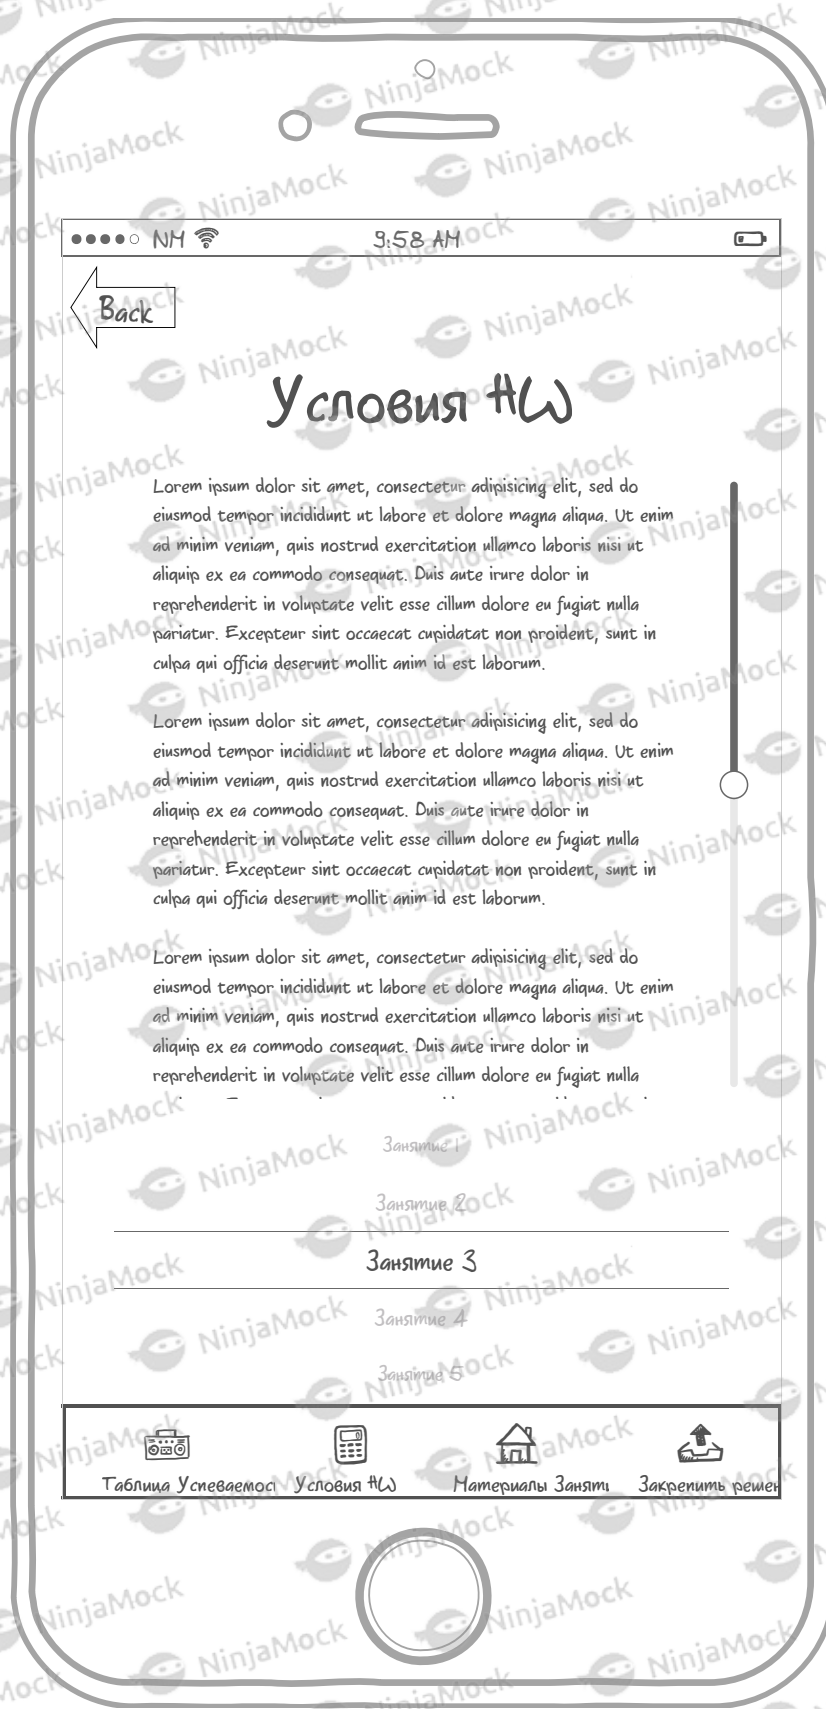 NM 9:58 AM
Back
Условия HW
Lorem ipsum dolor sit amet, consectetur adipisicing elit, sed do
eiusmod tempor incididunt ut labore et dolore magna aliqua. Ut enim
ad minim veniam, quis nostrud exercitation ullamco laboris nisi ut
aliquip ex ea commodo consequat. Duis aute irure dolor in
reprehenderit in voluptate velit esse cillum dolore eu fugiat nulla
pariatur. Excepteur sint occaecat cupidatat non proident, sunt in
culpa qui officia deserunt mollit anim id est laborum.
Lorem ipsum dolor sit amet, consectetur adipisicing elit, sed do
eiusmod tempor incididunt ut labore et dolore magna aliqua. Ut enim
ad minim veniam, quis nostrud exercitation ullamco laboris nisi ut
aliquip ex ea commodo consequat. Duis aute irure dolor in
reprehenderit in voluptate velit esse cillum dolore eu fugiat nulla
pariatur. Excepteur sint occaecat cupidatat non proident, sunt in
culpa qui officia deserunt mollit anim id est laborum.
Lorem ipsum dolor sit amet, consectetur adipisicing elit, sed do
eiusmod tempor incididunt ut labore et dolore magna aliqua. Ut enim
ad minim veniam, quis nostrud exercitation ullamco laboris nisi ut
aliquip ex ea commodo consequat. Duis aute irure dolor in
reprehenderit in voluptate velit esse cillum dolore eu fugiat nulla
Занятие 1
Занятие 2
Занятие 3
Занятие 4
Занятие 5
Таблица Успеваемос Условия HW Материалы Занят Закрепить решен
NinjaMock